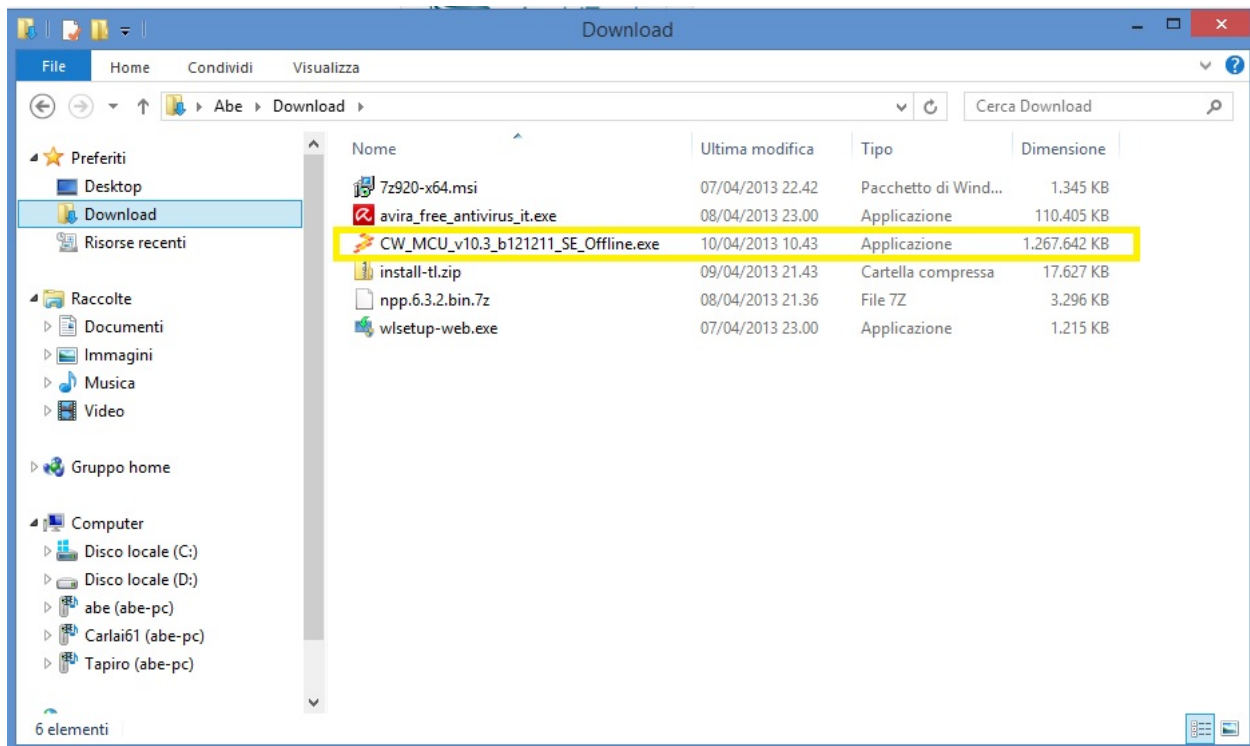 Download
File Home Condividi Visualizza
Abe Download Cerca Download
Preferiti
Desktop
Download
Risorse recenti
Raccolte
Documenti
Immagini
Musica
Video
Gruppo home
Computer
Disco locale (C:)
Disco locale (D:)
abe (abe-pc)
Carlai61 (abe-pc)
Tapiro (abe-pc)
Nome Ultima modifica Tipo Dimensione
7z920-x64.msi 07/04/2013 22.42 Pacchetto di Wind... 1.345 KB
avira_free_antivirus_it.exe 08/04/2013 23.00 Applicazione 110.405 KB
CW_MCU_v10.3_b121211_SE_Offline.exe 10/04/2013 10.43 Applicazione 1.267.642 KB
install-tl.zip 09/04/2013 21.43 Cartella compressa 17.627 KB
npp.6.3.2.bin.7z 08/04/2013 21.36 File 7Z 3.296 KB
wlsetup-web.exe 07/04/2013 23.00 Applicazione 1.215 KB
6 elementi